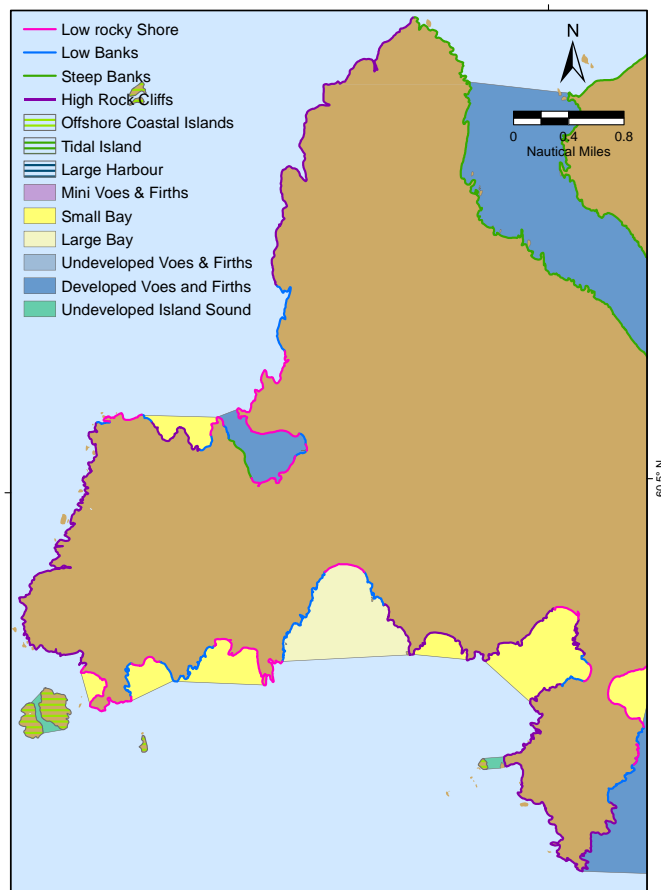 Low rocky Shore
Low Banks
Steep Banks
High Rock Cliffs
Offshore Coastal Islands
Tidal Island
Large Harbour
Mini Voes & Firths
Small Bay
Large Bay
Undeveloped Voes & Firths
Developed Voes and Firths
Undeveloped Island Sound
N
0 0.4 0.8
Nautical Miles
60.5° N